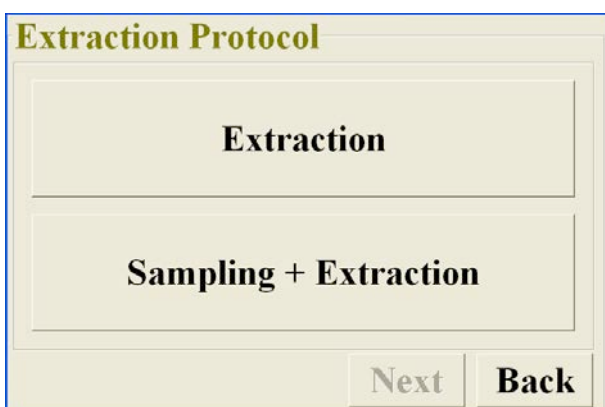 Extraction Protocol
Extraction
Sampling + Extraction
Next Back